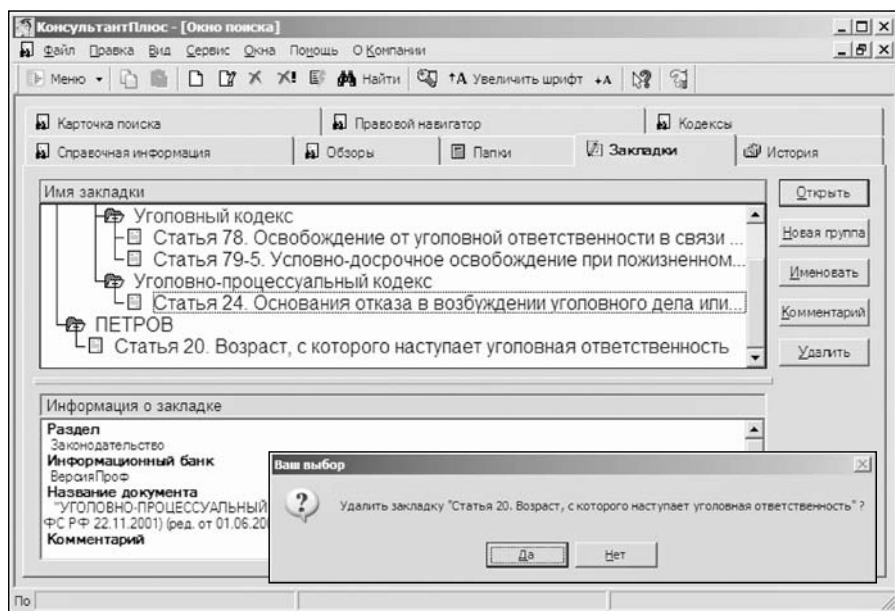 КонсультантПлюс - [Окно поиска]
Файл Правка Вид Сервис Окна Помощь О Компании
Меню Найти А Увеличить шрифт А
Карточка поиска Правовой навигатор Кодексы
Справочная информация Обзоры Папки Закладки История
Имя закладки
Открыть
Уголовный кодекс
Статья 78. Освобождение от уголовной ответственности в связи ...
Новая группа
Статья 79-5. Условно-досрочное освобождение при пожизненном...
Уголовно-процессуальный кодекс
Именовать
Статья 24. Основания отказа в возбуждении уголовного дела или...
Комментарий
ПЕТРОВ
Статья 20. Возраст, с которого наступает уголовная ответственность
Удалить
Информация о закладке
Раздел
Законодательство
Информационный банк
ВерсияПроф
Название документа
"УГОЛОВНО-ПРОЦЕССУАЛЬНЫЙ
ФС РФ 22.11.2001) (ред. от 01.06.20
Комментарий
Ваш выбор
Удалить закладку "Статья 20. Возраст, с которого наступает уголовная ответственность" ?
Да Нет
По